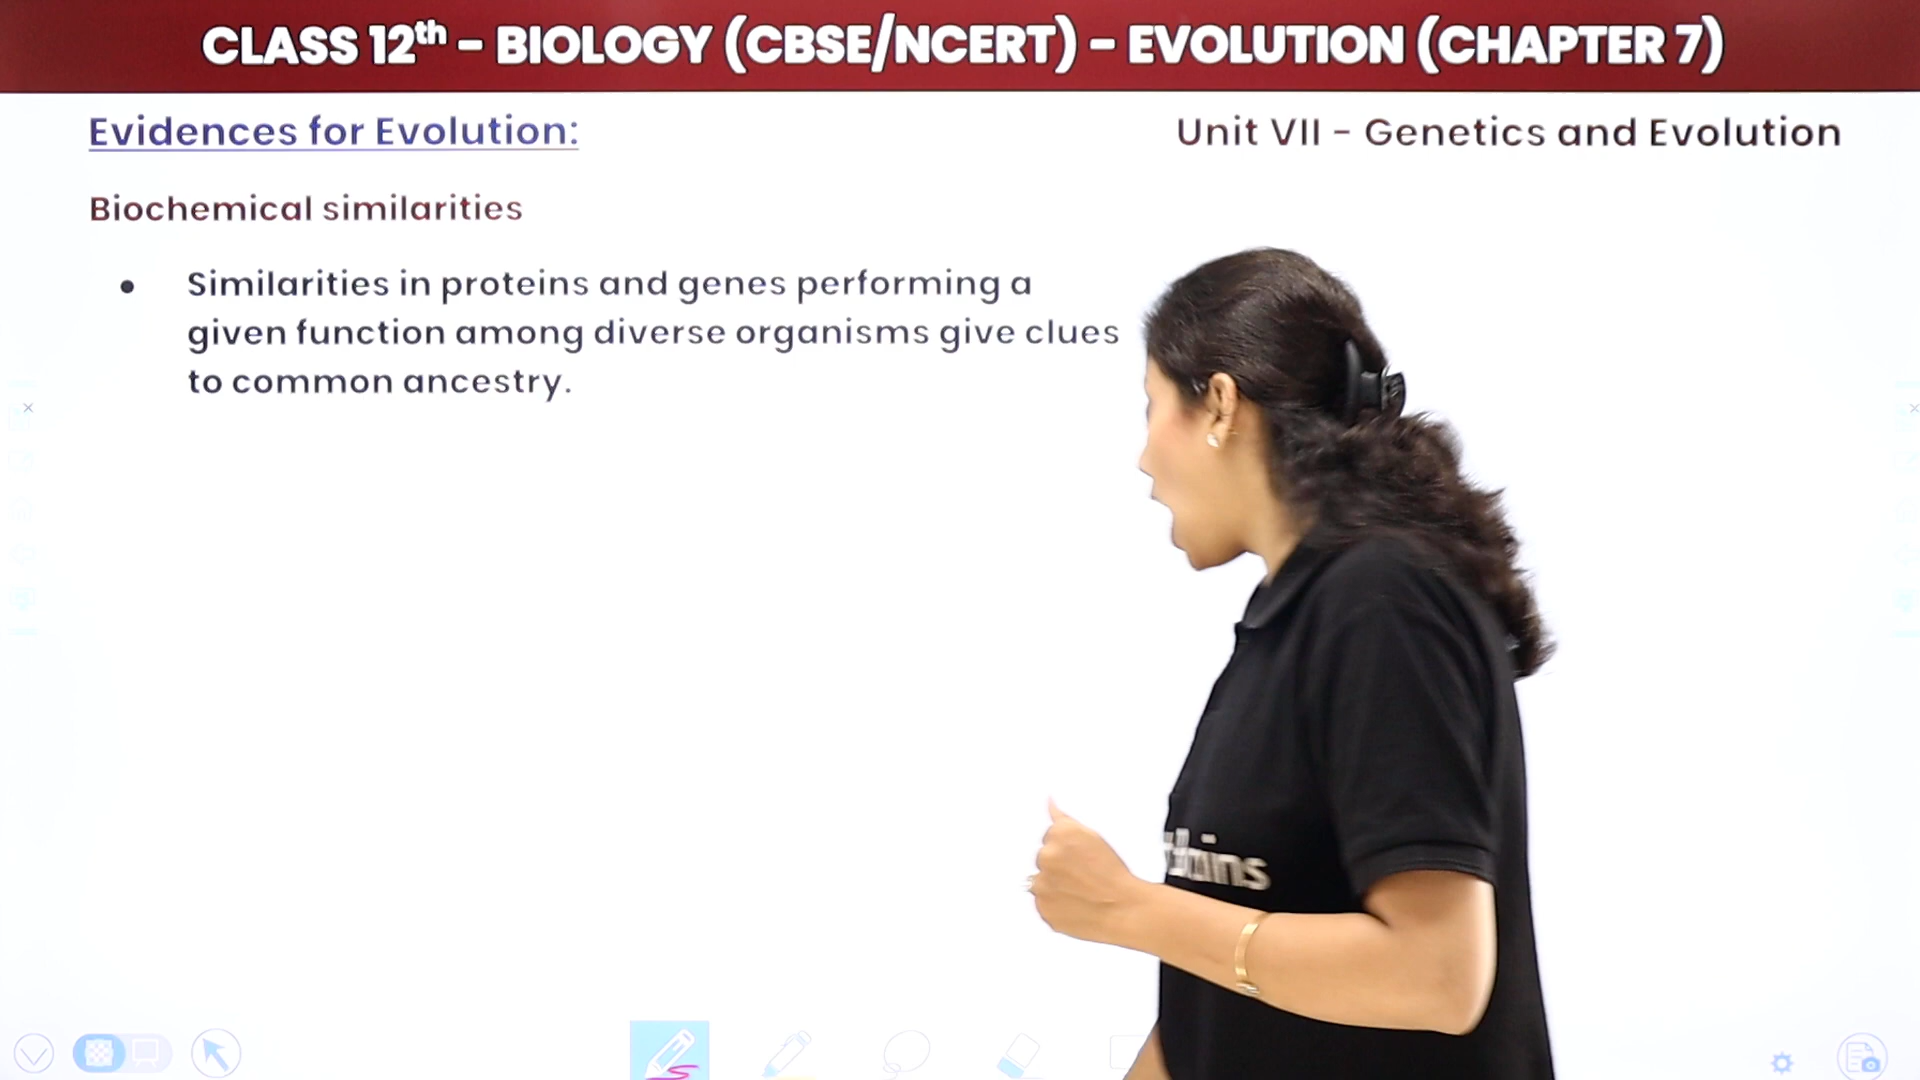 CLASS 12th - BIOLOGY (CBSE/NCERT) - EVOLUTION (CHAPTER 7)
Evidences for Evolution:
Unit VII - Genetics and Evolution
Biochemical similarities
• Similarities in proteins and genes performing a
given function among diverse organisms give clues
to common ancestry.